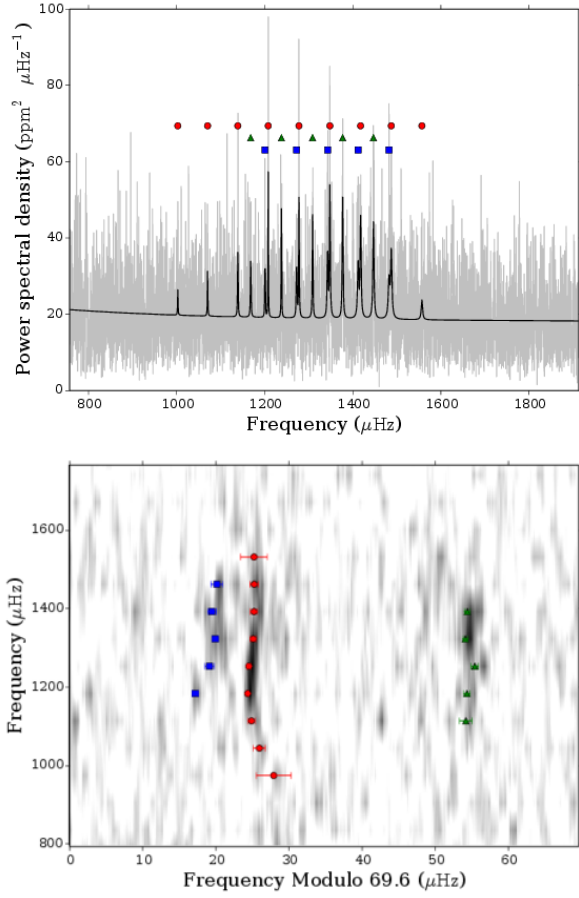 100
80
60
40
20
0
Power spectral density (ppm² μHz⁻¹)
800 1000 1200 1400 1600 1800
Frequency (μHz)
1600
1400
1200
1000
800
Frequency (μHz)
0 10 20 30 40 50 60
Frequency Modulo 69.6 (μHz)